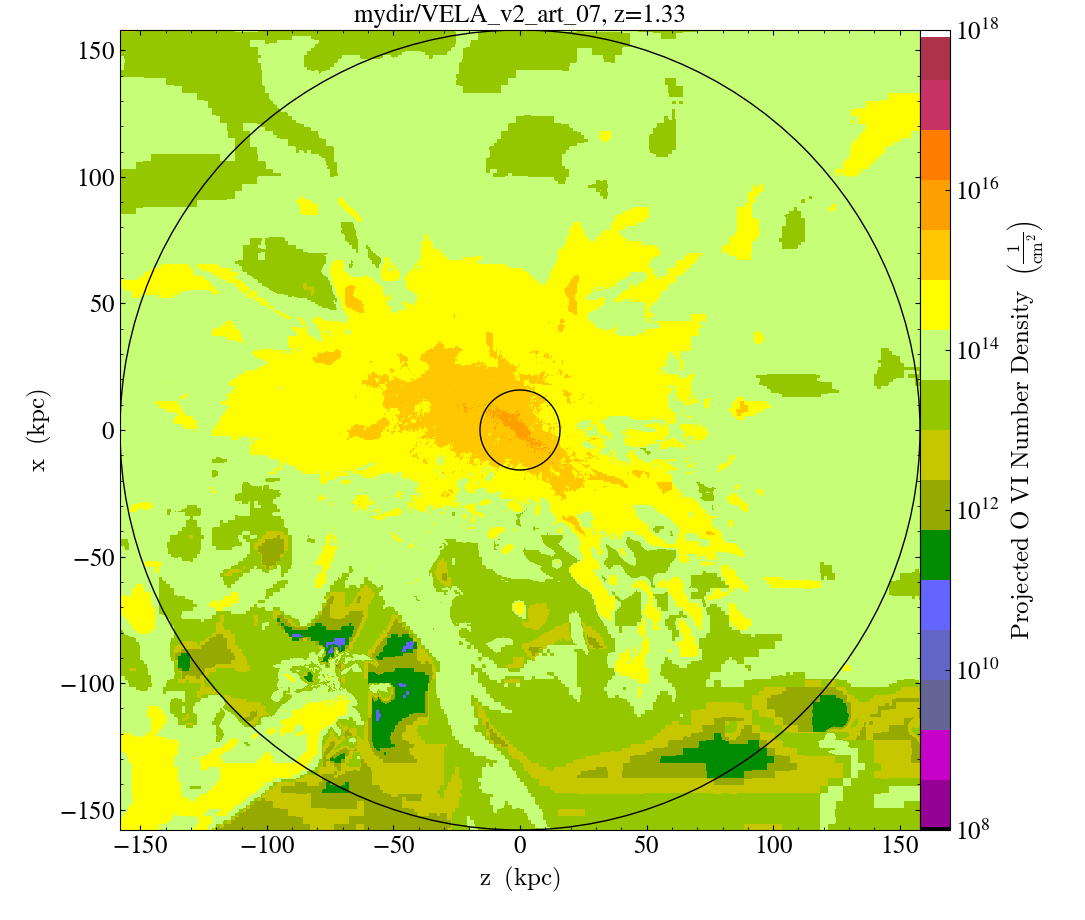 mydir/VELA_v2_art_07, z=1.33
150
100
50
0
−50
−100
−150
x (kpc)
−150 −100 −50 0 50 100 150
z (kpc)
10^18
10^16
10^14
10^12
10^10
10^8
Projected O VI Number Density (1/cm^2)